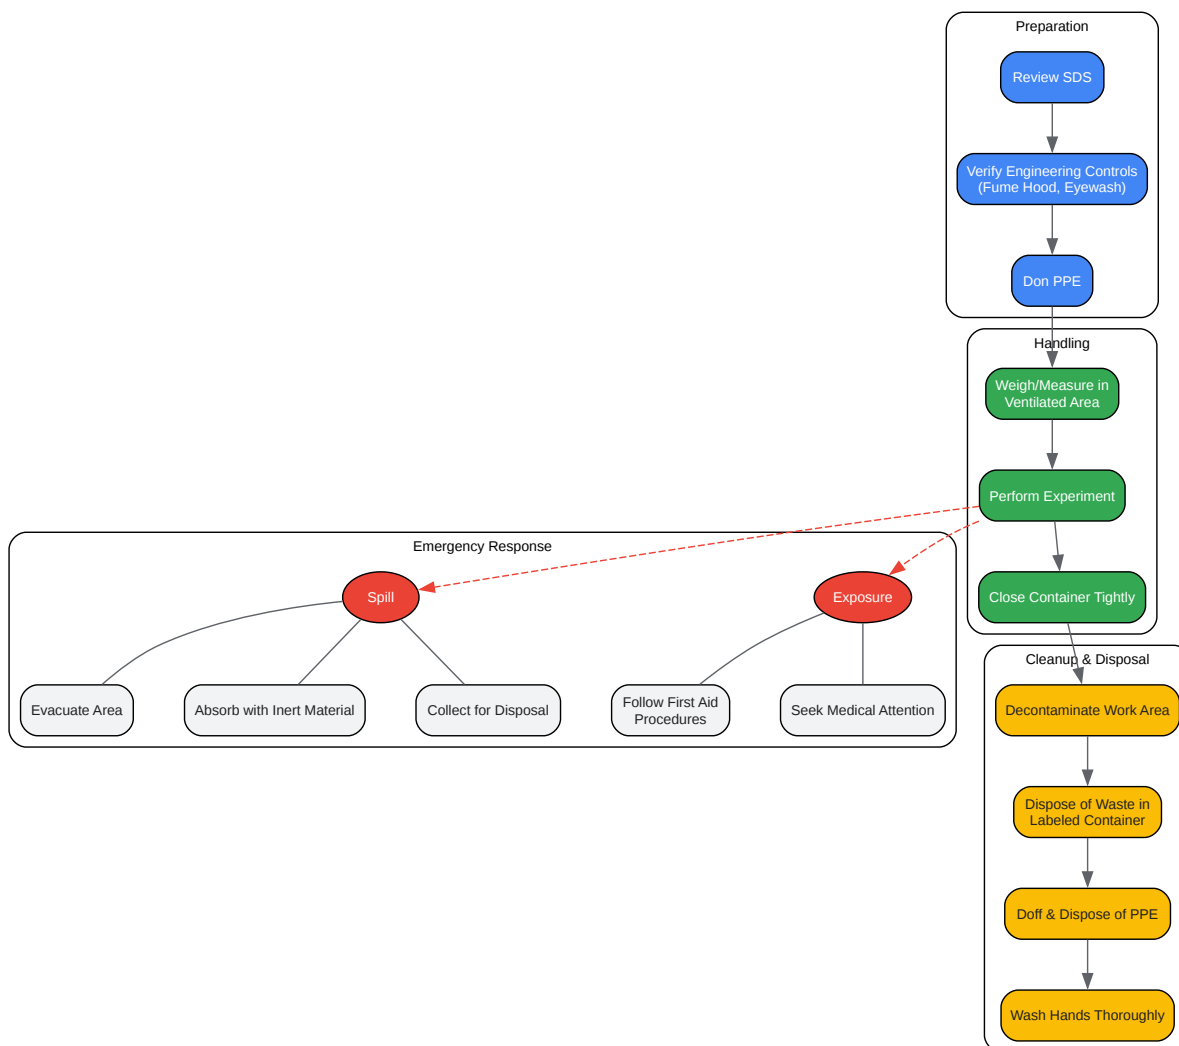 Preparation
Review SDS
Verify Engineering Controls
(Fume Hood, Eyewash)
Don PPE
Handling
Weigh/Measure in
Ventilated Area
Perform Experiment
Close Container Tightly
Emergency Response
Spill
Exposure
Evacuate Area
Absorb with Inert Material
Collect for Disposal
Follow First Aid
Procedures
Seek Medical Attention
Cleanup & Disposal
Decontaminate Work Area
Dispose of Waste in
Labeled Container
Doff & Dispose of PPE
Wash Hands Thoroughly